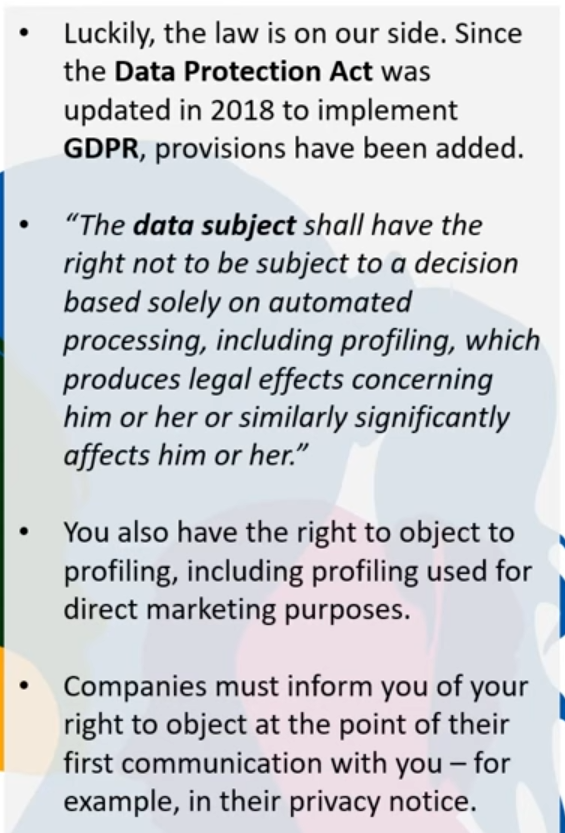 • Luckily, the law is on our side. Since
the Data Protection Act was
updated in 2018 to implement
GDPR, provisions have been added.
• “The data subject shall have the
right not to be subject to a decision
based solely on automated
processing, including profiling, which
produces legal effects concerning
him or her or similarly significantly
affects him or her.”
• You also have the right to object to
profiling, including profiling used for
direct marketing purposes.
• Companies must inform you of your
right to object at the point of their
first communication with you – for
example, in their privacy notice.